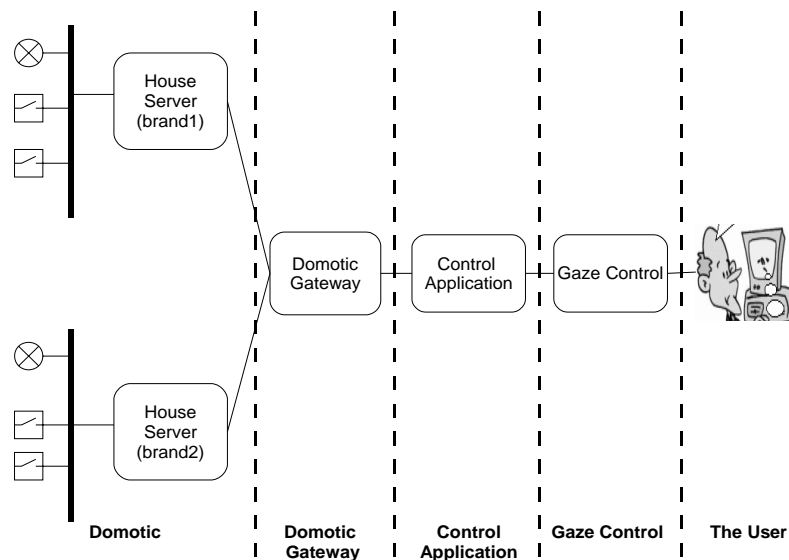 House
Server
(brand1)
Domotic
Gateway
Control
Application
Gaze Control
House
Server
(brand2)
Domotic
Domotic
Gateway
Control
Application
Gaze Control
The User